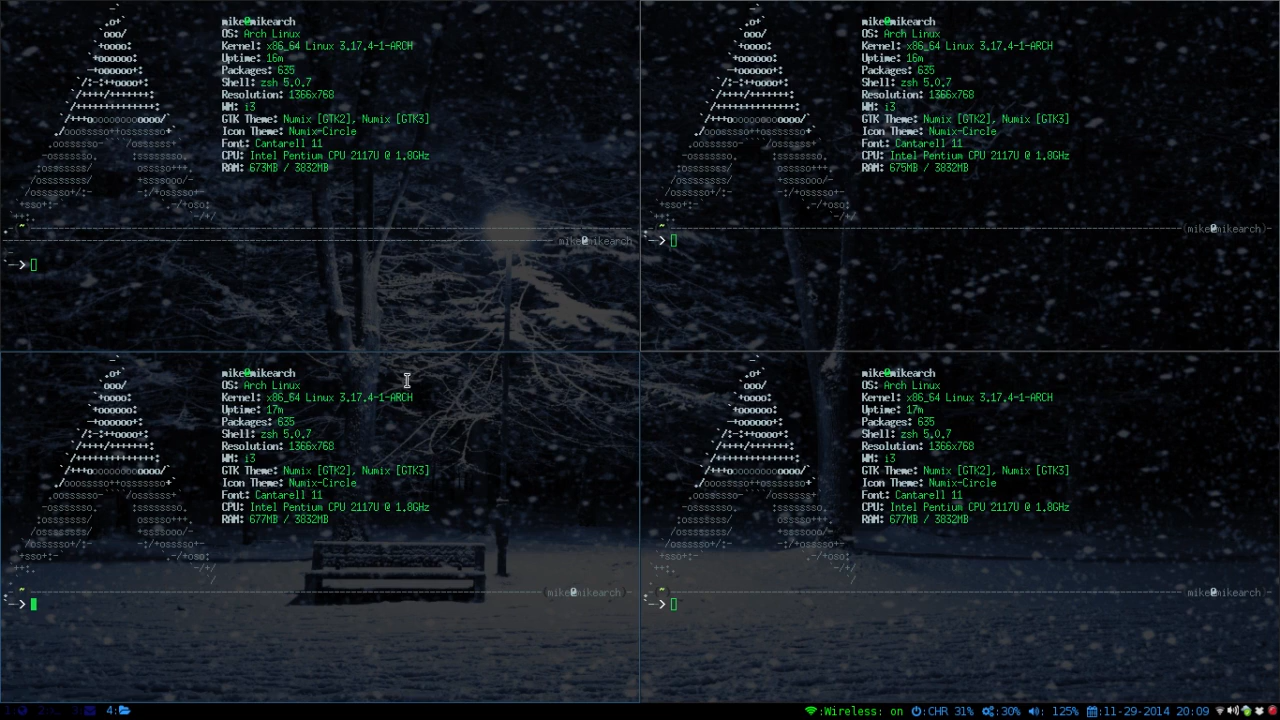 mike@mikearch
OS: Arch Linux
Kernel: x86_64 Linux 3.17.4-1-ARCH
Uptime: 16m
Packages: 635
Shell: zsh 5.0.7
Resolution: 1366x768
WM: i3
GTK Theme: Numix [GTK2], Numix [GTK3]
Icon Theme: Numix-Circle
Font: Cantarell 11
CPU: Intel Pentium CPU 2117U @ 1.8GHz
RAM: 673MB / 3832MB
~
mike@mikearch
-->
mike@mikearch
OS: Arch Linux
Kernel: x86_64 Linux 3.17.4-1-ARCH
Uptime: 16m
Packages: 635
Shell: zsh 5.0.7
Resolution: 1366x768
WM: i3
GTK Theme: Numix [GTK2], Numix [GTK3]
Icon Theme: Numix-Circle
Font: Cantarell 11
CPU: Intel Pentium CPU 2117U @ 1.8GHz
RAM: 675MB / 3832MB
~ (mike@mikearch)
-->
mike@mikearch
OS: Arch Linux
Kernel: x86_64 Linux 3.17.4-1-ARCH
Uptime: 17m
Packages: 635
Shell: zsh 5.0.7
Resolution: 1366x768
WM: i3
GTK Theme: Numix [GTK2], Numix [GTK3]
Icon Theme: Numix-Circle
Font: Cantarell 11
CPU: Intel Pentium CPU 2117U @ 1.8GHz
RAM: 677MB / 3832MB
~ (mike@mikearch)
-->
mike@mikearch
OS: Arch Linux
Kernel: x86_64 Linux 3.17.4-1-ARCH
Uptime: 17m
Packages: 635
Shell: zsh 5.0.7
Resolution: 1366x768
WM: i3
GTK Theme: Numix [GTK2], Numix [GTK3]
Icon Theme: Numix-Circle
Font: Cantarell 11
CPU: Intel Pentium CPU 2117U @ 1.8GHz
RAM: 677MB / 3832MB
~ (mike@mikearch)
-->
4: :Wireless: on :CHR 31% :30% : 125% :11-29-2014 20:09